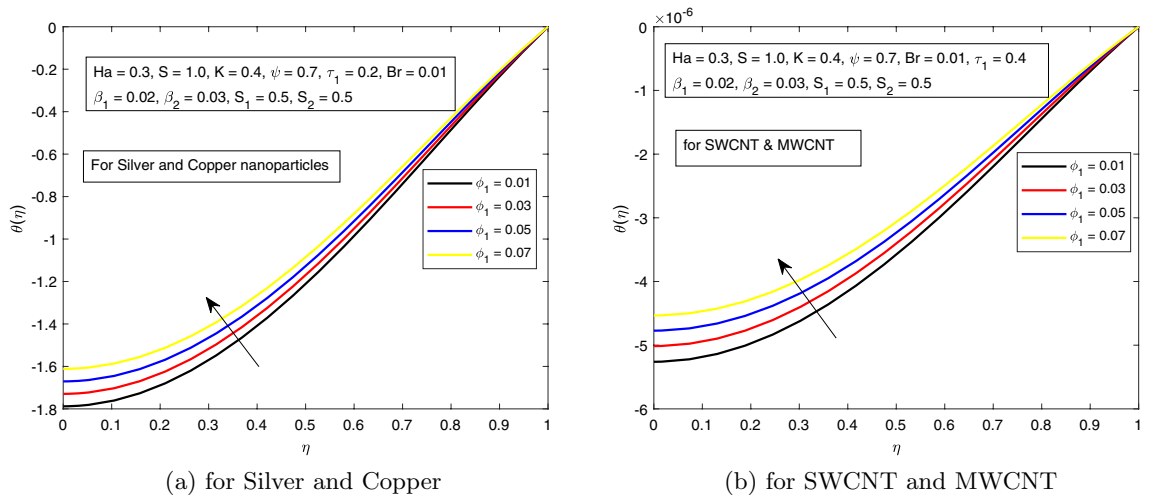 0
-0.2
-0.4
-0.6
-0.8
-1
-1.2
-1.4
-1.6
-1.8
θ(η)
Ha = 0.3, S = 1.0, K = 0.4, ψ = 0.7, τ₁ = 0.2, Br = 0.01
β₁ = 0.02, β₂ = 0.03, S₁ = 0.5, S₂ = 0.5
For Silver and Copper nanoparticles
ϕ₁ = 0.01
ϕ₁ = 0.03
ϕ₁ = 0.05
ϕ₁ = 0.07
0 0.1 0.2 0.3 0.4 0.5 0.6 0.7 0.8 0.9 1
η
(a) for Silver and Copper
×10⁻⁶
0
-1
-2
-3
-4
-5
-6
θ(η)
Ha = 0.3, S = 1.0, K = 0.4, ψ = 0.7, Br = 0.01, τ₁ = 0.4
β₁ = 0.02, β₂ = 0.03, S₁ = 0.5, S₂ = 0.5
for SWCNT & MWCNT
ϕ₁ = 0.01
ϕ₁ = 0.03
ϕ₁ = 0.05
ϕ₁ = 0.07
0 0.1 0.2 0.3 0.4 0.5 0.6 0.7 0.8 0.9 1
η
(b) for SWCNT and MWCNT